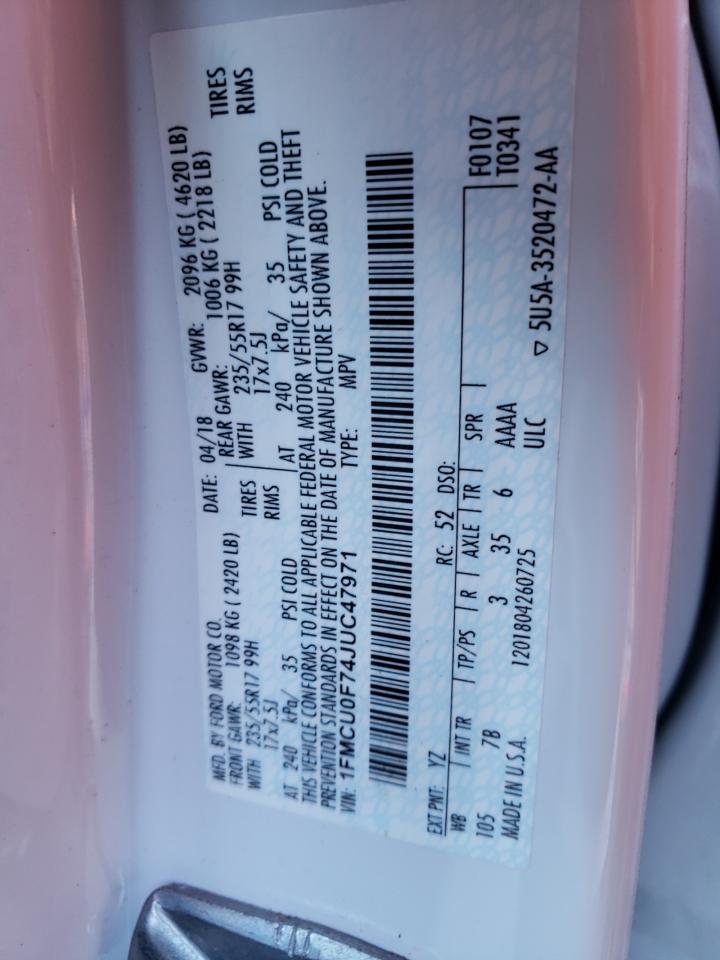 MFD. BY FORD MOTOR CO.
DATE: 04/18 GVWR: 2096 KG ( 4620 LB)
FRONT GAWR: 1098 KG ( 2420 LB)
REAR GAWR: 1006 KG ( 2218 LB)
WITH 235/55R17 99H TIRES
WITH 235/55R17 99H TIRES
17x7.5J RIMS
17x7.5J RIMS
AT 240 kPa/ 35 PSI COLD
AT 240 kPa/ 35 PSI COLD
THIS VEHICLE CONFORMS TO ALL APPLICABLE FEDERAL MOTOR VEHICLE SAFETY AND THEFT
PREVENTION STANDARDS IN EFFECT ON THE DATE OF MANUFACTURE SHOWN ABOVE.
VIN: 1FMCU0F74JUC47971 TYPE: MPV
EXT PNT: YZ RC: 52 DSO:
WB INT TR TP/PS R AXLE TR SPR F0107
105 7B 3 35 6 AAAA T0341
MADE IN U.S.A. 1201804260725 ULC
▽ 5U5A-3520472-AA